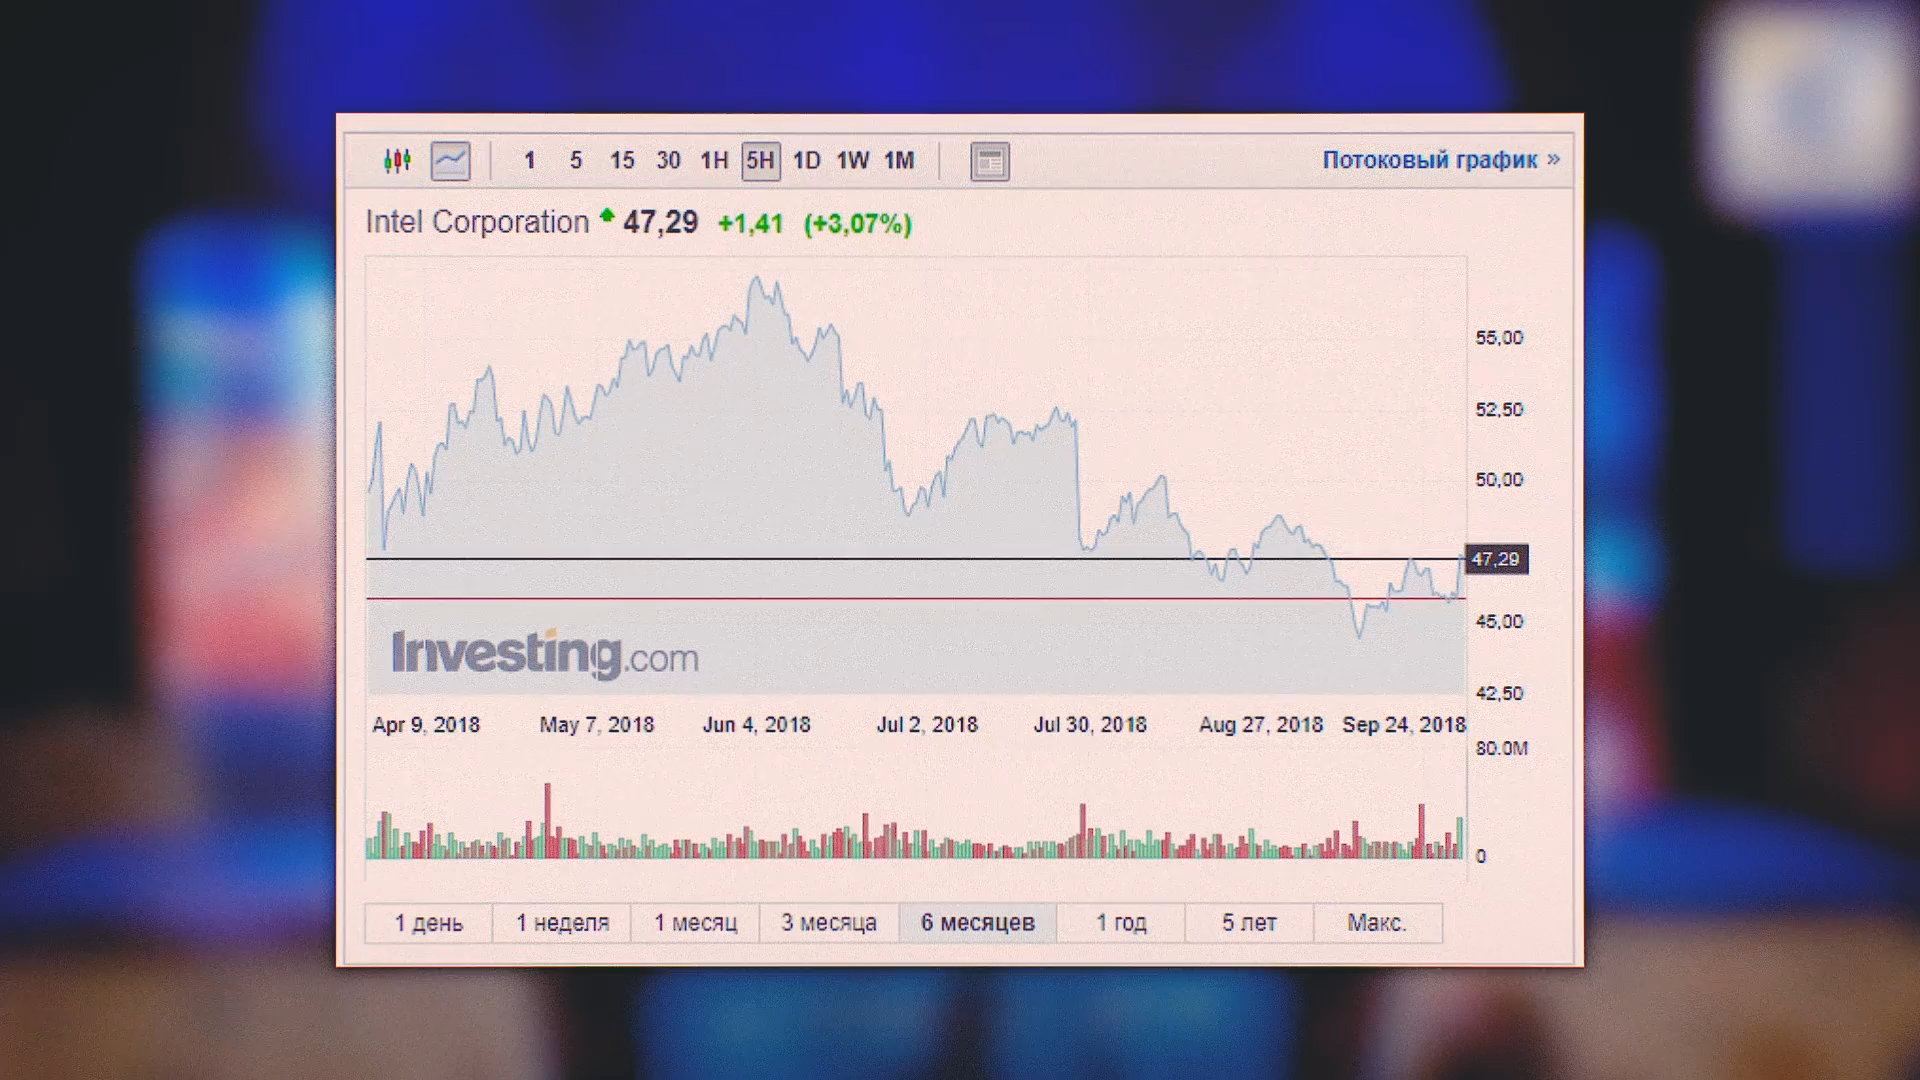 1 5 15 30 1H 5H 1D 1W 1M Потоковый график »
Intel Corporation 47,29 +1,41 (+3,07%)
55,00
52,50
50,00
47,29
45,00
42,50
Investing.com
Apr 9, 2018 May 7, 2018 Jun 4, 2018 Jul 2, 2018 Jul 30, 2018 Aug 27, 2018 Sep 24, 2018
80.0M
0
1 день 1 неделя 1 месяц 3 месяца 6 месяцев 1 год 5 лет Макс.